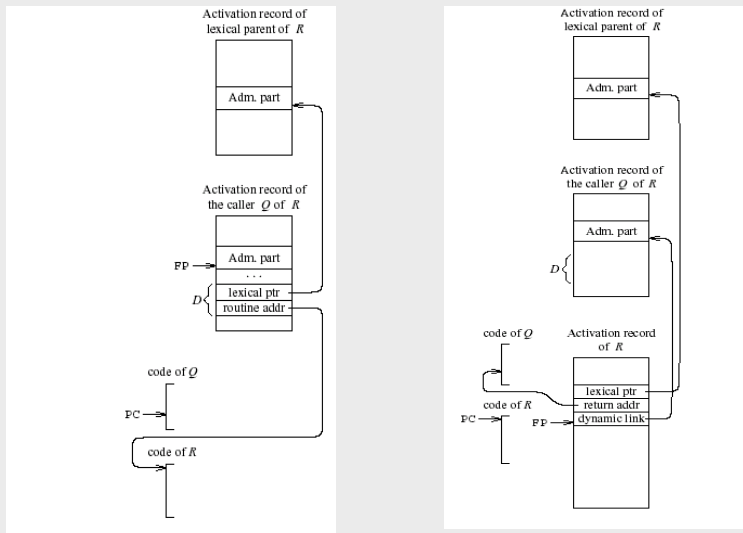 Activation record of
lexical parent of R
Adm. part
Activation record of
the caller Q of R
FP
Adm. part
. . .
D
lexical ptr
routine addr
code of Q
PC
code of R
Activation record of
lexical parent of R
Adm. part
Activation record of
the caller Q of R
Adm. part
D
code of Q
Activation record
of R
lexical ptr
return addr
PC
code of R
FP
dynamic link